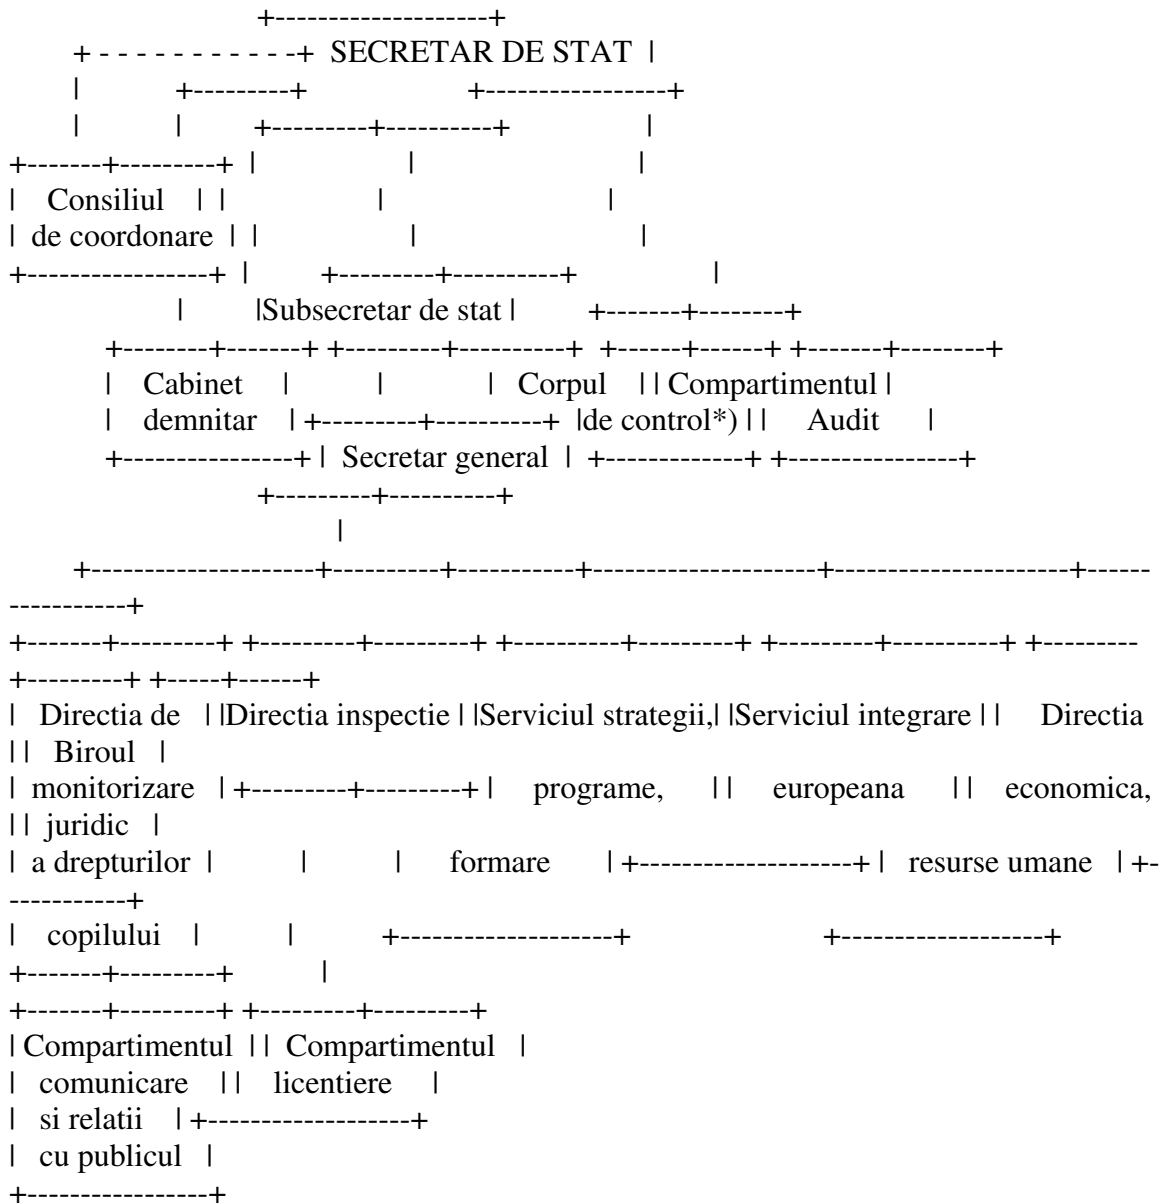 +--------------------+
+ - - - - - - - - - - -+ SECRETAR DE STAT |
| +---------+ +-----------------+
| | +---------+----------+ |
+-------+---------+ | | |
| Consiliul | | | |
| de coordonare | | | |
+-----------------+ | +---------+----------+ |
| |Subsecretar de stat | +-------+--------+
+--------+-------+ +---------+----------+ +------+------+ +-------+--------+
| Cabinet | | | Corpul | | Compartimentul |
| demnitar | +---------+----------+ |de control*) | | Audit |
+----------------+ | Secretar general | +-------------+ +----------------+
+---------+----------+
|
+---------------------+----------+-----------+---------------------+---------------------+------
-----------+
+-------+---------+ +---------+---------+ +----------+---------+ +---------+----------+ +---------
+---------+ +-----+------+
| Directia de | |Directia inspectie | |Serviciul strategii,| |Serviciul integrare | | Directia
| | Biroul |
| monitorizare | +---------+---------+ | programe, | | europeana | | economica,
| | juridic |
| a drepturilor | | | formare | +--------------------+ | resurse umane | +-
-----------+
| copilului | | +--------------------+ +-------------------+
+-------+---------+ |
+-------+---------+ +---------+---------+
| Compartimentul | | Compartimentul |
| comunicare | | licentiere |
| si relatii | +-------------------+
| cu publicul |
+-----------------+